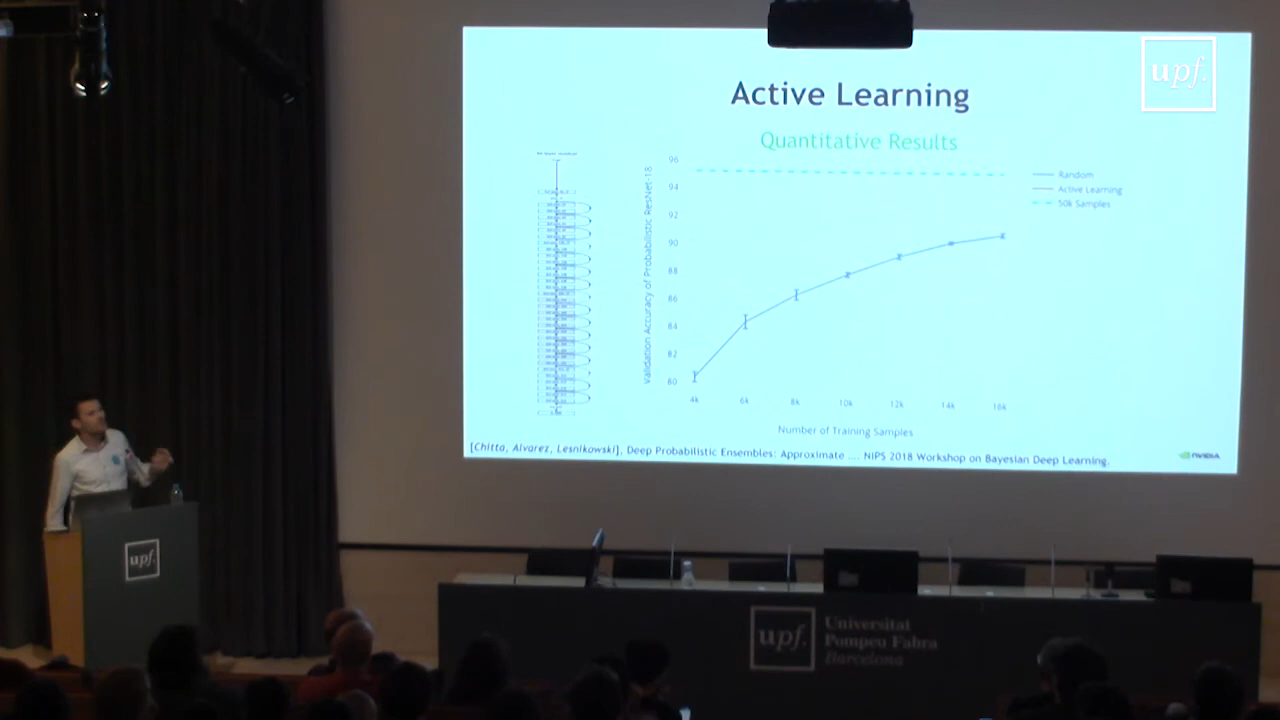 upf.
Active Learning
Quantitative Results
Validation Accuracy of Probabilistic ResNet-18
96
94
92
90
88
86
84
82
80
4k
6k
8k
10k
12k
14k
16k
Number of Training Samples
Random
Active Learning
50k Samples
[Chitta, Alvarez, Lesnikowski], Deep Probabilistic Ensembles: Approximate .... NIPS 2018 Workshop on Bayesian Deep Learning.
NVIDIA
upf.
upf.
Universitat
Pompeu Fabra
Barcelona